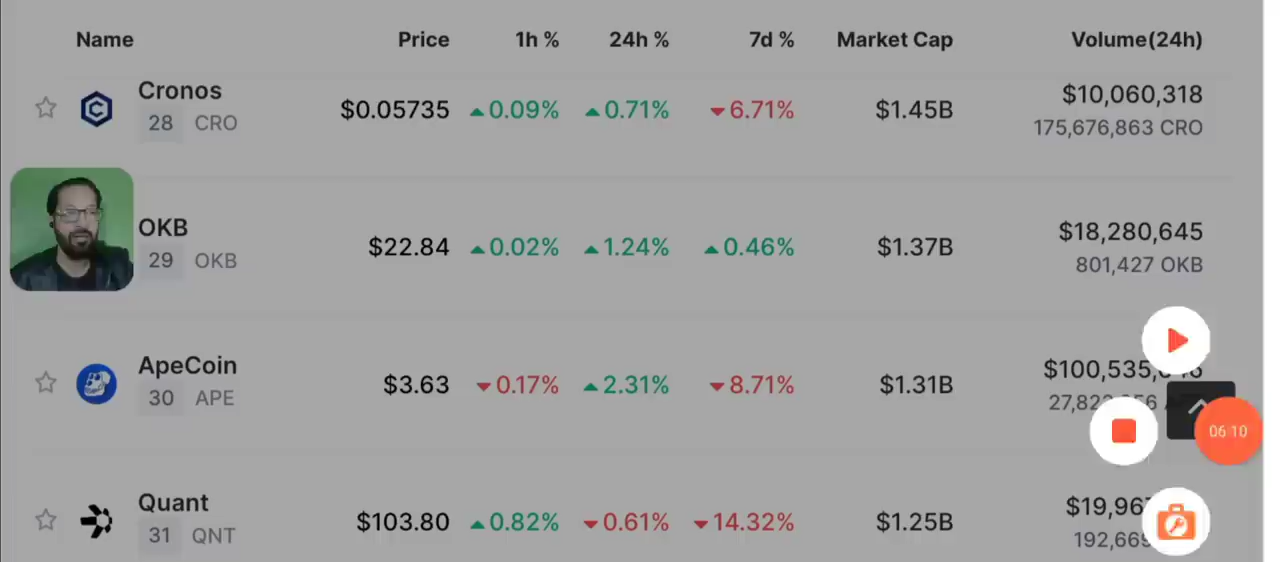 Name Price 1h % 24h % 7d % Market Cap Volume(24h)
Cronos
28 CRO
$0.05735 0.09% 0.71% 6.71% $1.45B
$10,060,318
175,676,863 CRO
OKB
29 OKB
$22.84 0.02% 1.24% 0.46% $1.37B
$18,280,645
801,427 OKB
ApeCoin
30 APE
$3.63 0.17% 2.31% 8.71% $1.31B
06:10
Quant
31 QNT
$103.80 0.82% 0.61% 14.32% $1.25B